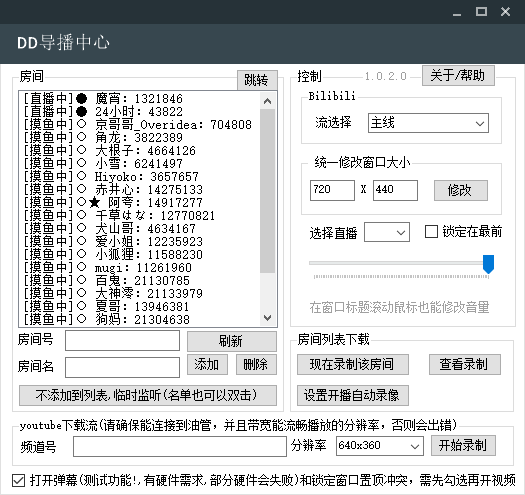 DD导播中心
房间
跳转
[直播中]● 魔宵: 1321846
[直播中]● 24小时: 43822
[摸鱼中]○ 京哥哥_Overidea: 704808
[摸鱼中]○ 角龙: 3822389
[摸鱼中]○ 大根子: 4664126
[摸鱼中]○ 小雪: 6241497
[摸鱼中]○ Hiyoko: 3657657
[摸鱼中]○ 赤井心: 14275133
[摸鱼中]○★ 阿夸: 14917277
[摸鱼中]○ 千草はな: 12770821
[摸鱼中]○ 犬山哥: 4634167
[摸鱼中]○ 爱小姐: 12235923
[摸鱼中]○ 小狐狸: 11588230
[摸鱼中]○ mugi: 11261960
[摸鱼中]○ 百鬼: 21130785
[摸鱼中]○ 大神澪: 21133979
[摸鱼中]○ 夏哥: 13946381
[摸鱼中]○ 狗妈: 21304638
房间号
刷新
房间名
添加
删除
不添加到列表,临时监听(名单也可以双击)
控制
1.0.2.0
关于/帮助
Bilibili
流选择
主线
统一修改窗口大小
720
X
440
修改
选择直播
锁定在最前
在窗口标题滚动鼠标也能修改音量
房间列表下载
现在录制该房间
查看录制
设置开播自动录像
youtube下载流(请确保能连接到油管，并且带宽能流畅播放的分辨率，否则会出错)
频道号
分辨率
640x360
开始录制
打开弹幕(测试功能!,有硬件需求,部分硬件会失败)和锁定窗口置顶冲突，需先勾选再开视频